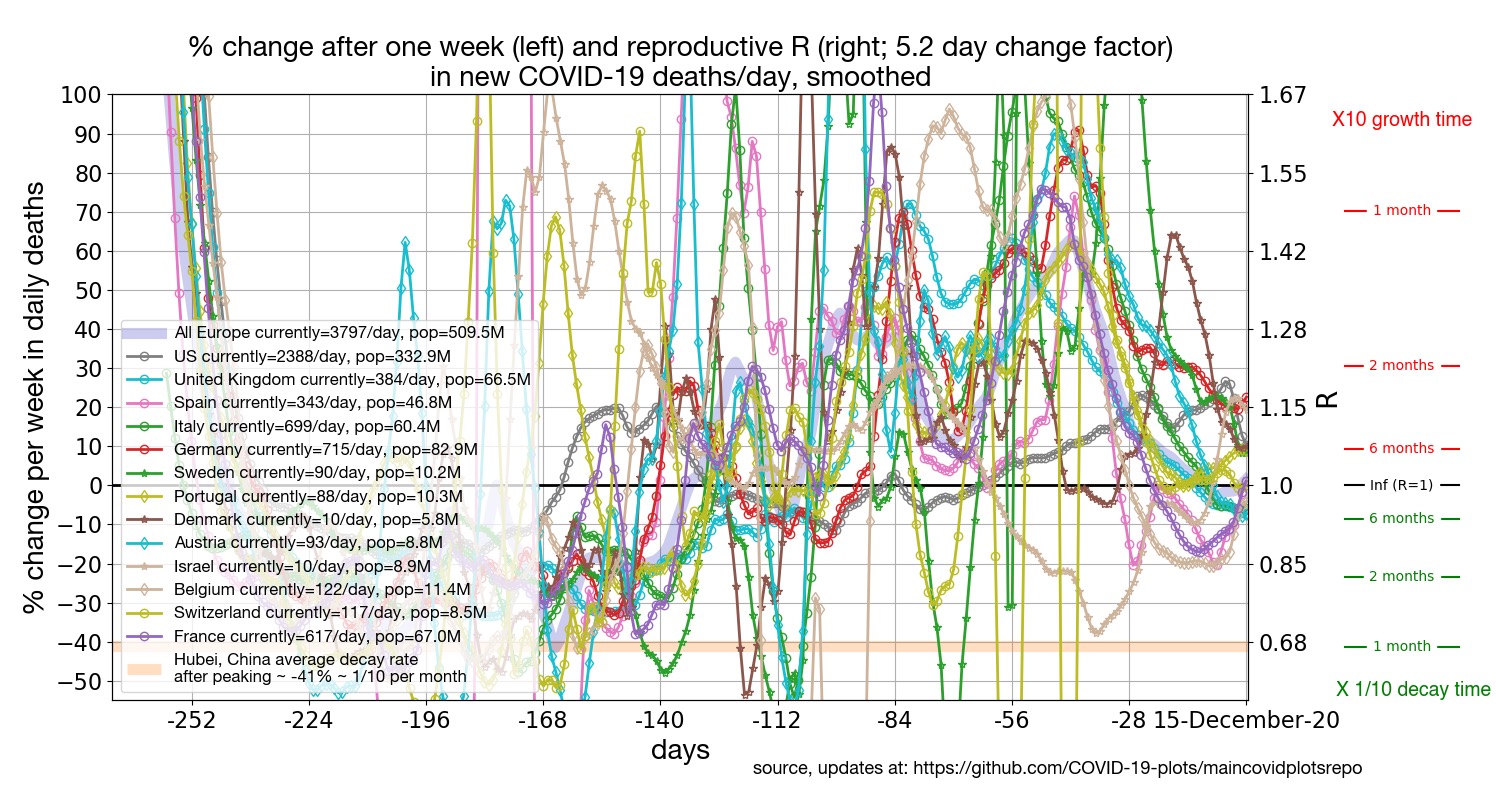 % change after one week (left) and reproductive R (right; 5.2 day change factor)
in new COVID-19 deaths/day, smoothed
% change per week in daily deaths
100
90
80
70
60
50
40
30
20
10
0
−10
−20
−30
−40
−50
All Europe currently=3797/day, pop=509.5M
US currently=2388/day, pop=332.9M
United Kingdom currently=384/day, pop=66.5M
Spain currently=343/day, pop=46.8M
Italy currently=699/day, pop=60.4M
Germany currently=715/day, pop=82.9M
Sweden currently=90/day, pop=10.2M
Portugal currently=88/day, pop=10.3M
Denmark currently=10/day, pop=5.8M
Austria currently=93/day, pop=8.8M
Israel currently=10/day, pop=8.9M
Belgium currently=122/day, pop=11.4M
Switzerland currently=117/day, pop=8.5M
France currently=617/day, pop=67.0M
Hubei, China average decay rate
after peaking ~ -41% ~ 1/10 per month
1.67
1.55
1.42
1.28
1.15
1.0
0.85
0.68
R
X10 growth time
1 month
2 months
6 months
Inf (R=1)
6 months
2 months
1 month
X 1/10 decay time
-252 -224 -196 -168 -140 -112 -84 -56 -28 15-December-20
days
source, updates at: https://github.com/COVID-19-plots/maincovidplotsrepo